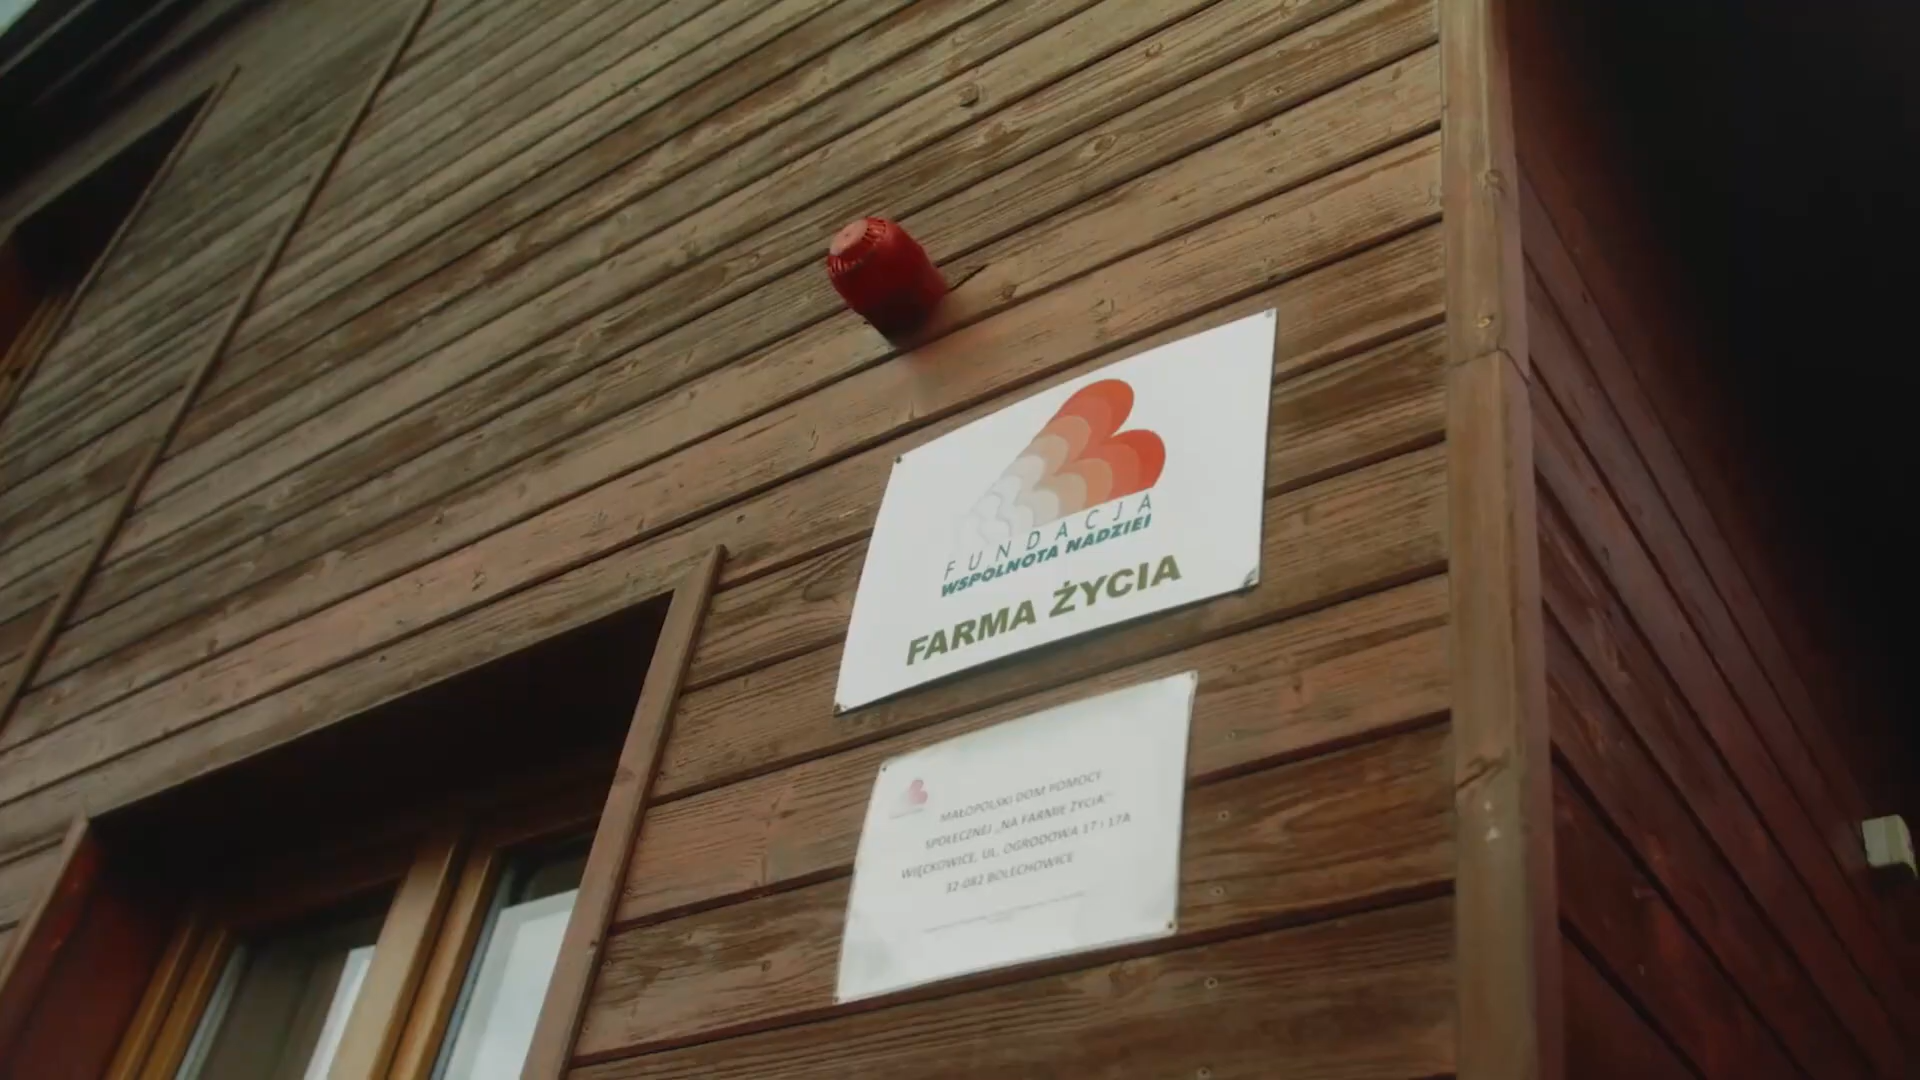 FUNDACJA
WSPÓLNOTA NADZIEI
FARMA ŻYCIA
MAŁOPOLSKI DOM POMOCY
SPOŁECZNEJ „NA FARMIE ŻYCIA"
WIĘCKOWICE, UL. OGRODOWA 17 I 17A
32-082 BOLECHOWICE